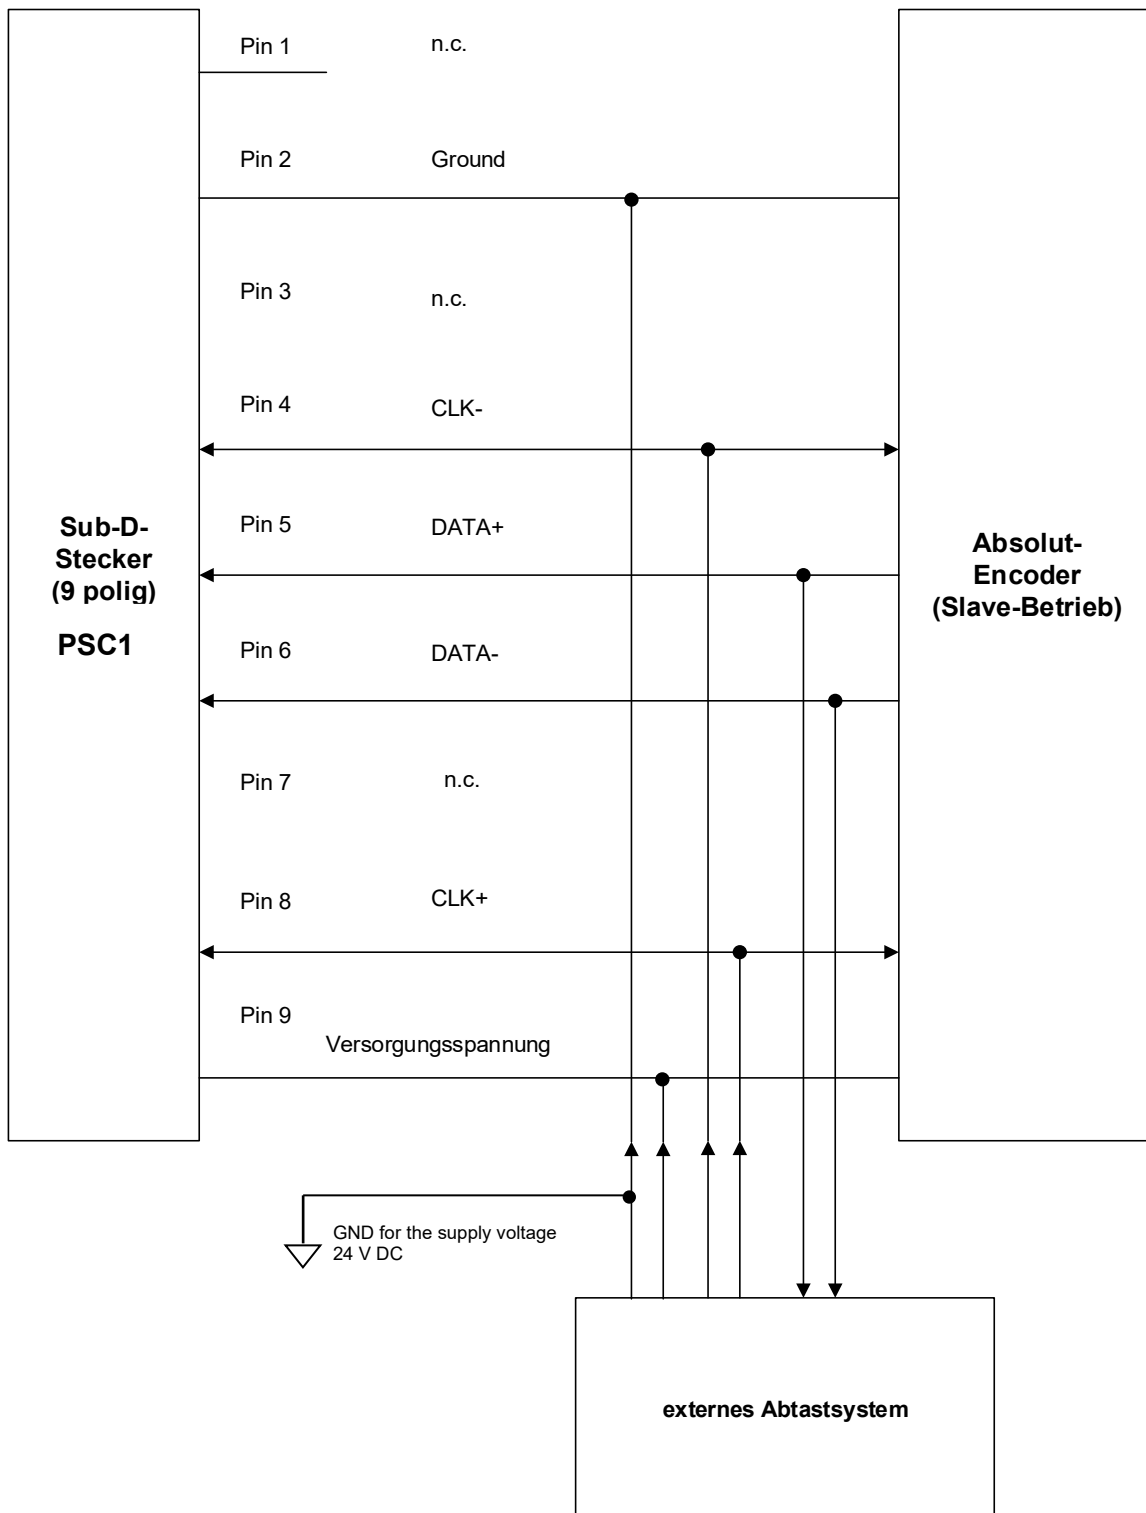 Pin 1
n.c.
Pin 2
Ground
Pin 3
n.c.
Pin 4
CLK-
Sub-D-
Stecker
(9 polig)
PSC1
Pin 5
DATA+
Absolut-
Encoder
(Slave-Betrieb)
Pin 6
DATA-
Pin 7
n.c.
Pin 8
CLK+
Pin 9
Versorgungsspannung
GND for the supply voltage
24 V DC
externes Abtastsystem